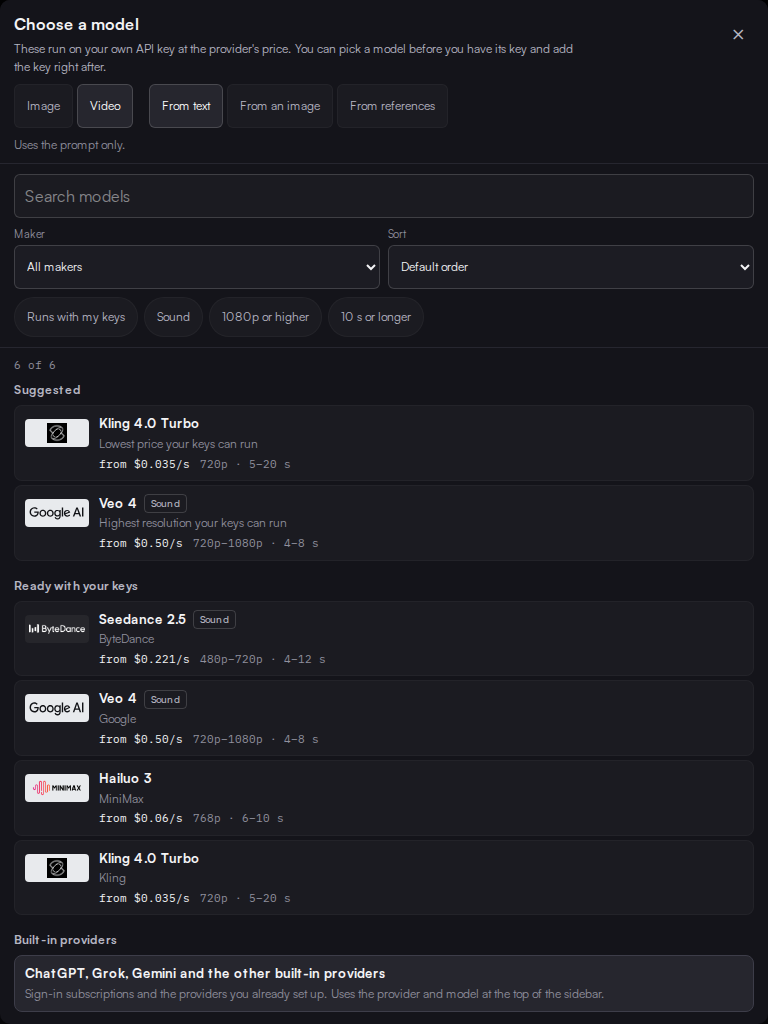 Choose a model
These run on your own API key at the provider's price. You can pick a model before you have its key and add
the key right after.
Image Video From text From an image From references
Uses the prompt only.
Search models
Maker Sort
All makers Default order
Runs with my keys Sound 1080p or higher 10 s or longer
6 of 6
Suggested
Kling 4.0 Turbo
Lowest price your keys can run
from $0.035/s 720p · 5–20 s
Google AI
Veo 4 Sound
Highest resolution your keys can run
from $0.50/s 720p–1080p · 4–8 s
Ready with your keys
ByteDance
Seedance 2.5 Sound
ByteDance
from $0.221/s 480p–720p · 4–12 s
Google AI
Veo 4 Sound
Google
from $0.50/s 720p–1080p · 4–8 s
MINIMAX
Hailuo 3
MiniMax
from $0.06/s 768p · 6–10 s
Kling 4.0 Turbo
Kling
from $0.035/s 720p · 5–20 s
Built-in providers
ChatGPT, Grok, Gemini and the other built-in providers
Sign-in subscriptions and the providers you already set up. Uses the provider and model at the top of the sidebar.